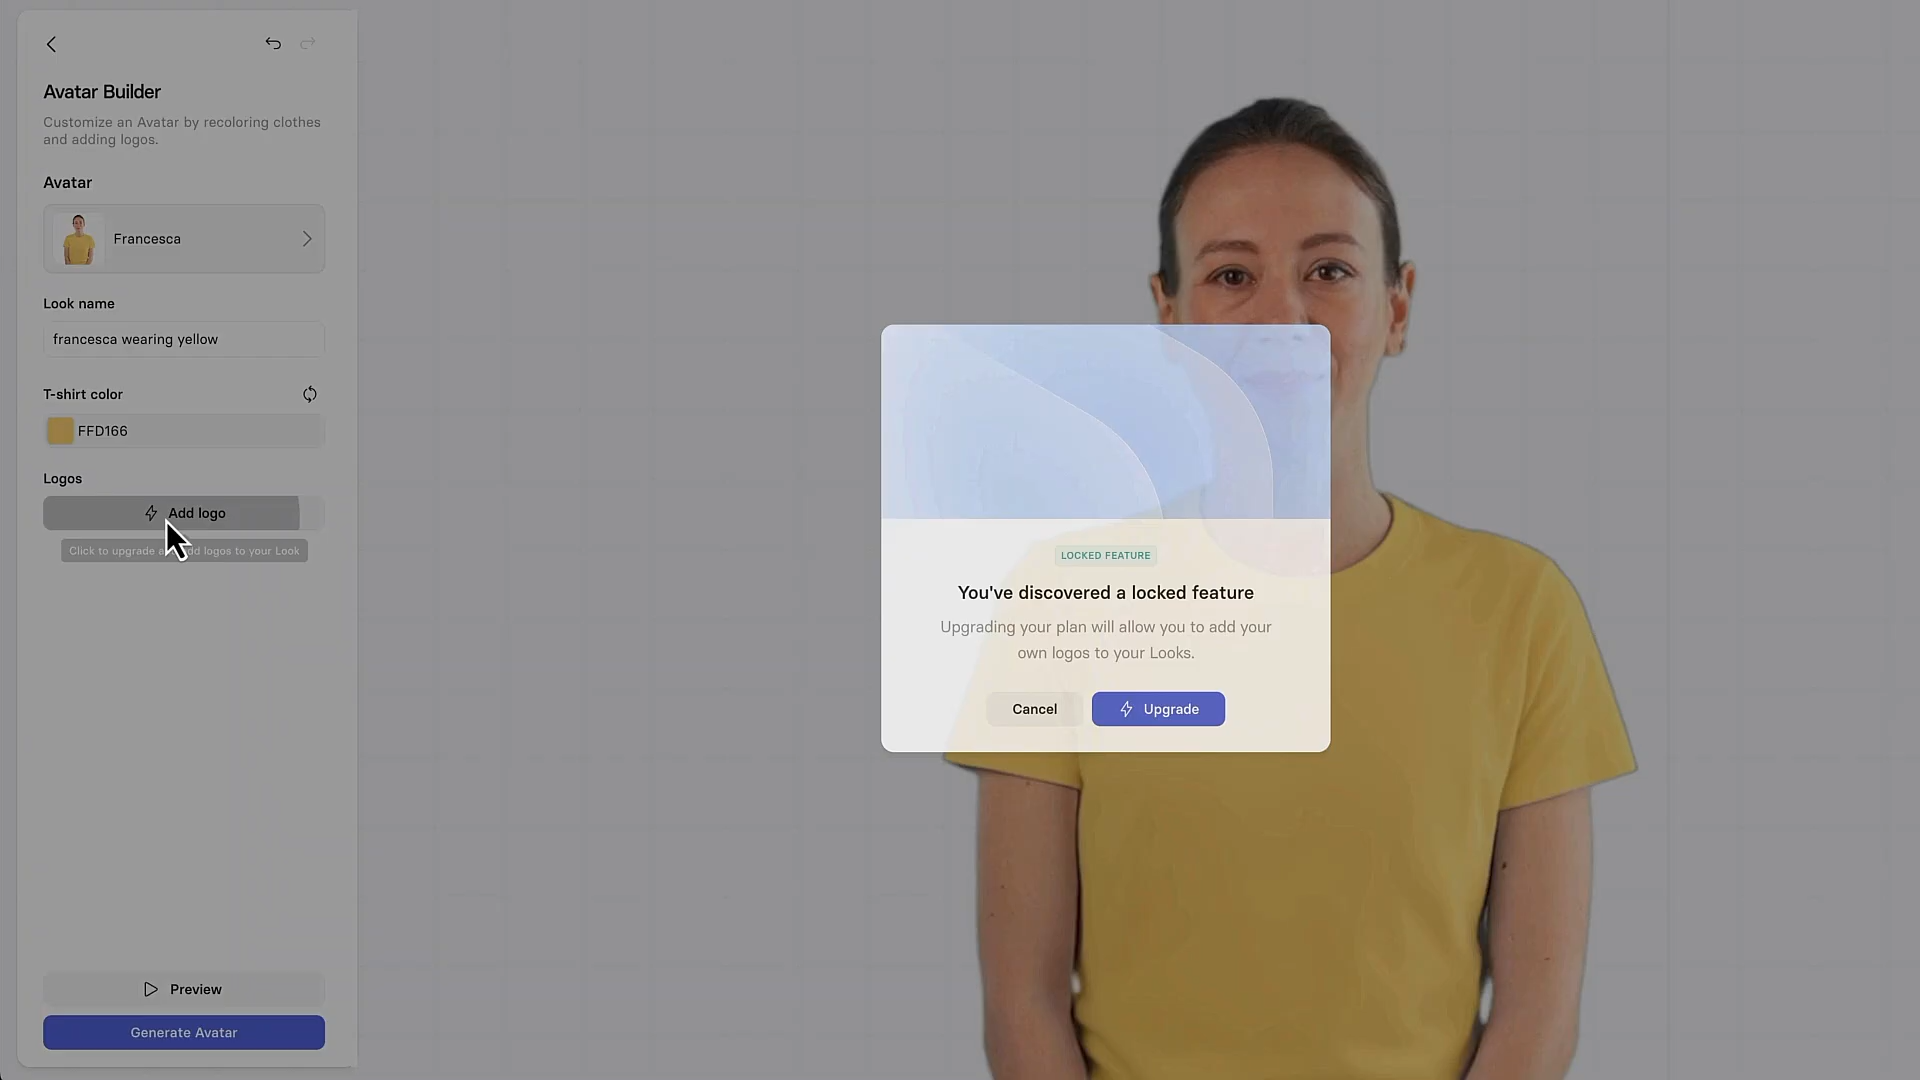 Avatar Builder
Customize an Avatar by recoloring clothes
and adding logos.
Avatar
Francesca
Look name
francesca wearing yellow
T-shirt color
FFD166
Logos
Add logo
Click to upgrade a dd logos to your Look
Preview
Generate Avatar
LOCKED FEATURE
You've discovered a locked feature
Upgrading your plan will allow you to add your
own logos to your Looks.
Cancel
Upgrade